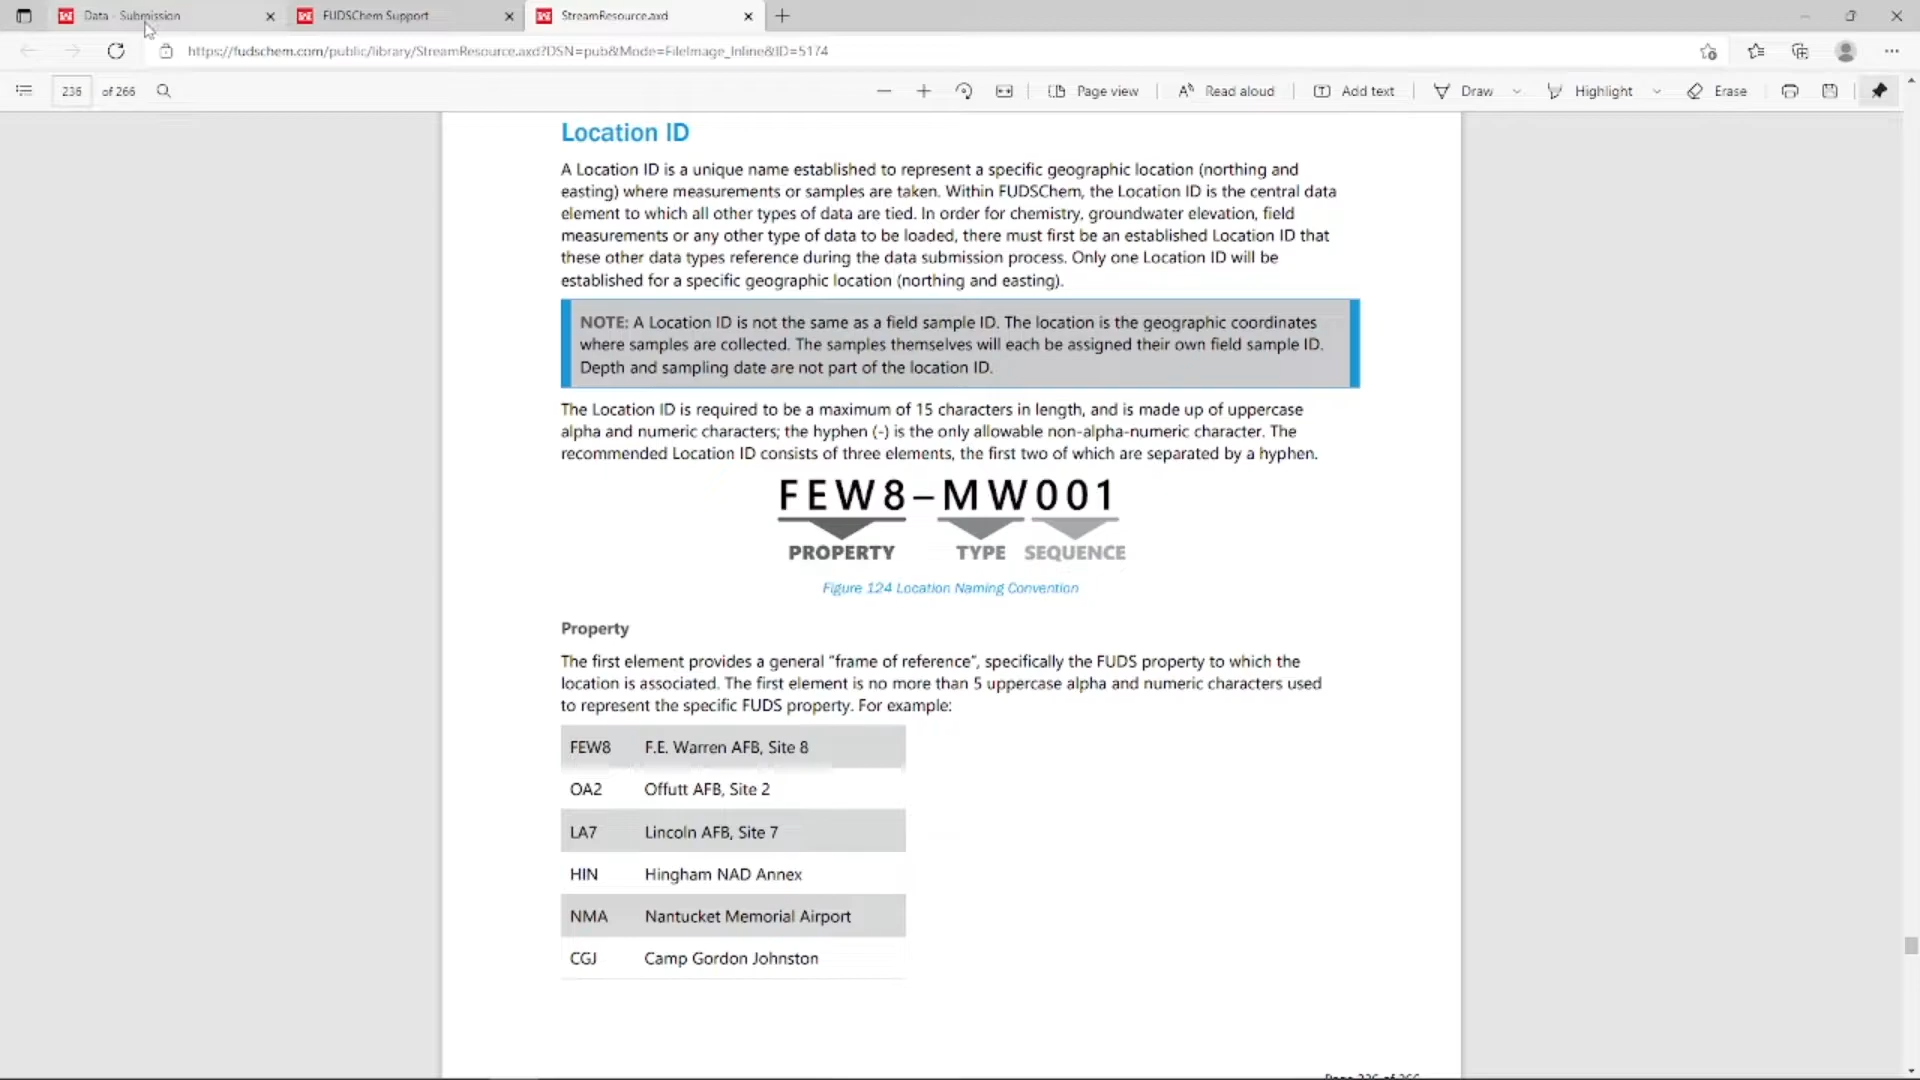 Data - Submission
FUDSChem Support
StreamResource.axd
https://fudschem.com/public/library/StreamResource.axd?DSN=pub&Mode=FileImage_Inline&ID=5174
236 of 266
Page view
Read aloud
Add text
Draw
Highlight
Erase
Location ID
A Location ID is a unique name established to represent a specific geographic location (northing and
easting) where measurements or samples are taken. Within FUDSChem, the Location ID is the central data
element to which all other types of data are tied. In order for chemistry, groundwater elevation, field
measurements or any other type of data to be loaded, there must first be an established Location ID that
these other data types reference during the data submission process. Only one Location ID will be
established for a specific geographic location (northing and easting).
NOTE: A Location ID is not the same as a field sample ID. The location is the geographic coordinates
where samples are collected. The samples themselves will each be assigned their own field sample ID.
Depth and sampling date are not part of the location ID.
The Location ID is required to be a maximum of 15 characters in length, and is made up of uppercase
alpha and numeric characters; the hyphen (-) is the only allowable non-alpha-numeric character. The
recommended Location ID consists of three elements, the first two of which are separated by a hyphen.
FEW8-MW001
PROPERTY TYPE SEQUENCE
Figure 124 Location Naming Convention
Property
The first element provides a general "frame of reference", specifically the FUDS property to which the
location is associated. The first element is no more than 5 uppercase alpha and numeric characters used
to represent the specific FUDS property. For example:
FEW8 F.E. Warren AFB, Site 8
OA2 Offutt AFB, Site 2
LA7 Lincoln AFB, Site 7
HIN Hingham NAD Annex
NMA Nantucket Memorial Airport
CGJ Camp Gordon Johnston
Page 236 of 266